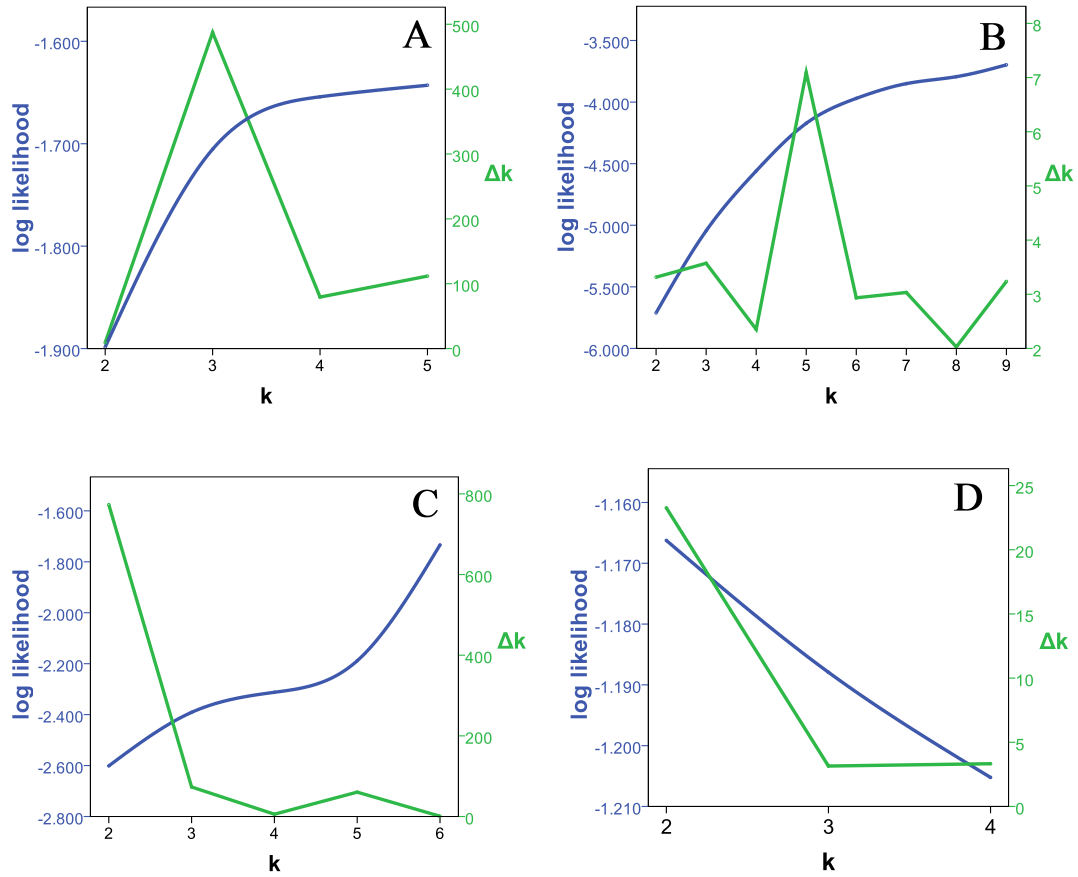 A
log likelihood
-1.600
-1.700
-1.800
-1.900
500
400
300
200
100
0
Δk
2 3 4 5
k
B
log likelihood
-3.500
-4.000
-4.500
-5.000
-5.500
-6.000
8
7
6
5
4
3
2
Δk
2 3 4 5 6 7 8 9
k
C
log likelihood
-1.600
-1.800
-2.000
-2.200
-2.400
-2.600
-2.800
800
600
400
200
0
Δk
2 3 4 5 6
k
D
log likelihood
-1.160
-1.170
-1.180
-1.190
-1.200
-1.210
25
20
15
10
5
0
Δk
2 3 4
k